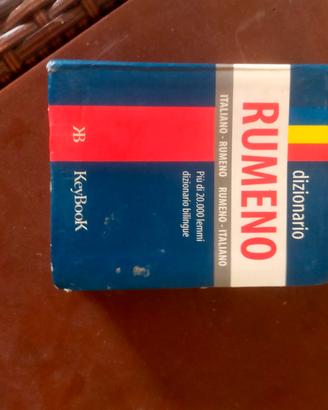 dizionario
RUMENO
ITALIANO - RUMENO RUMENO - ITALIANO
Più di 20.000 lemmi
dizionario bilingue
KB
KEYBOOK